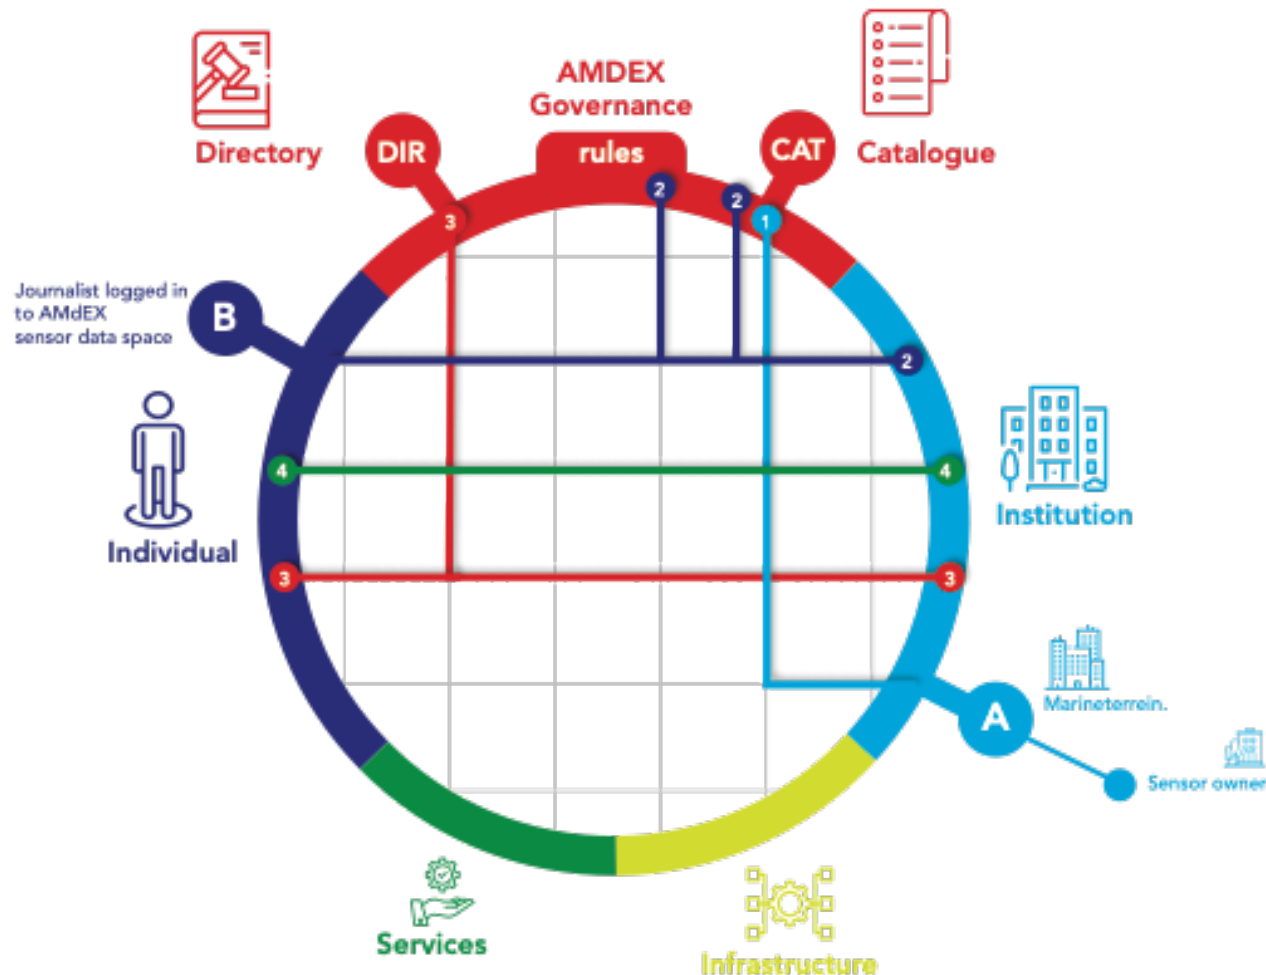 AMDEX
Governance
rules
Directory
DIR
CAT
Catalogue
2
2
3
1
Journalist logged in
to AMdEX
sensor data space
B
2
4
4
Institution
Individual
3
3
Marineterrein.
A
Sensor owner
Services
Infrastructure